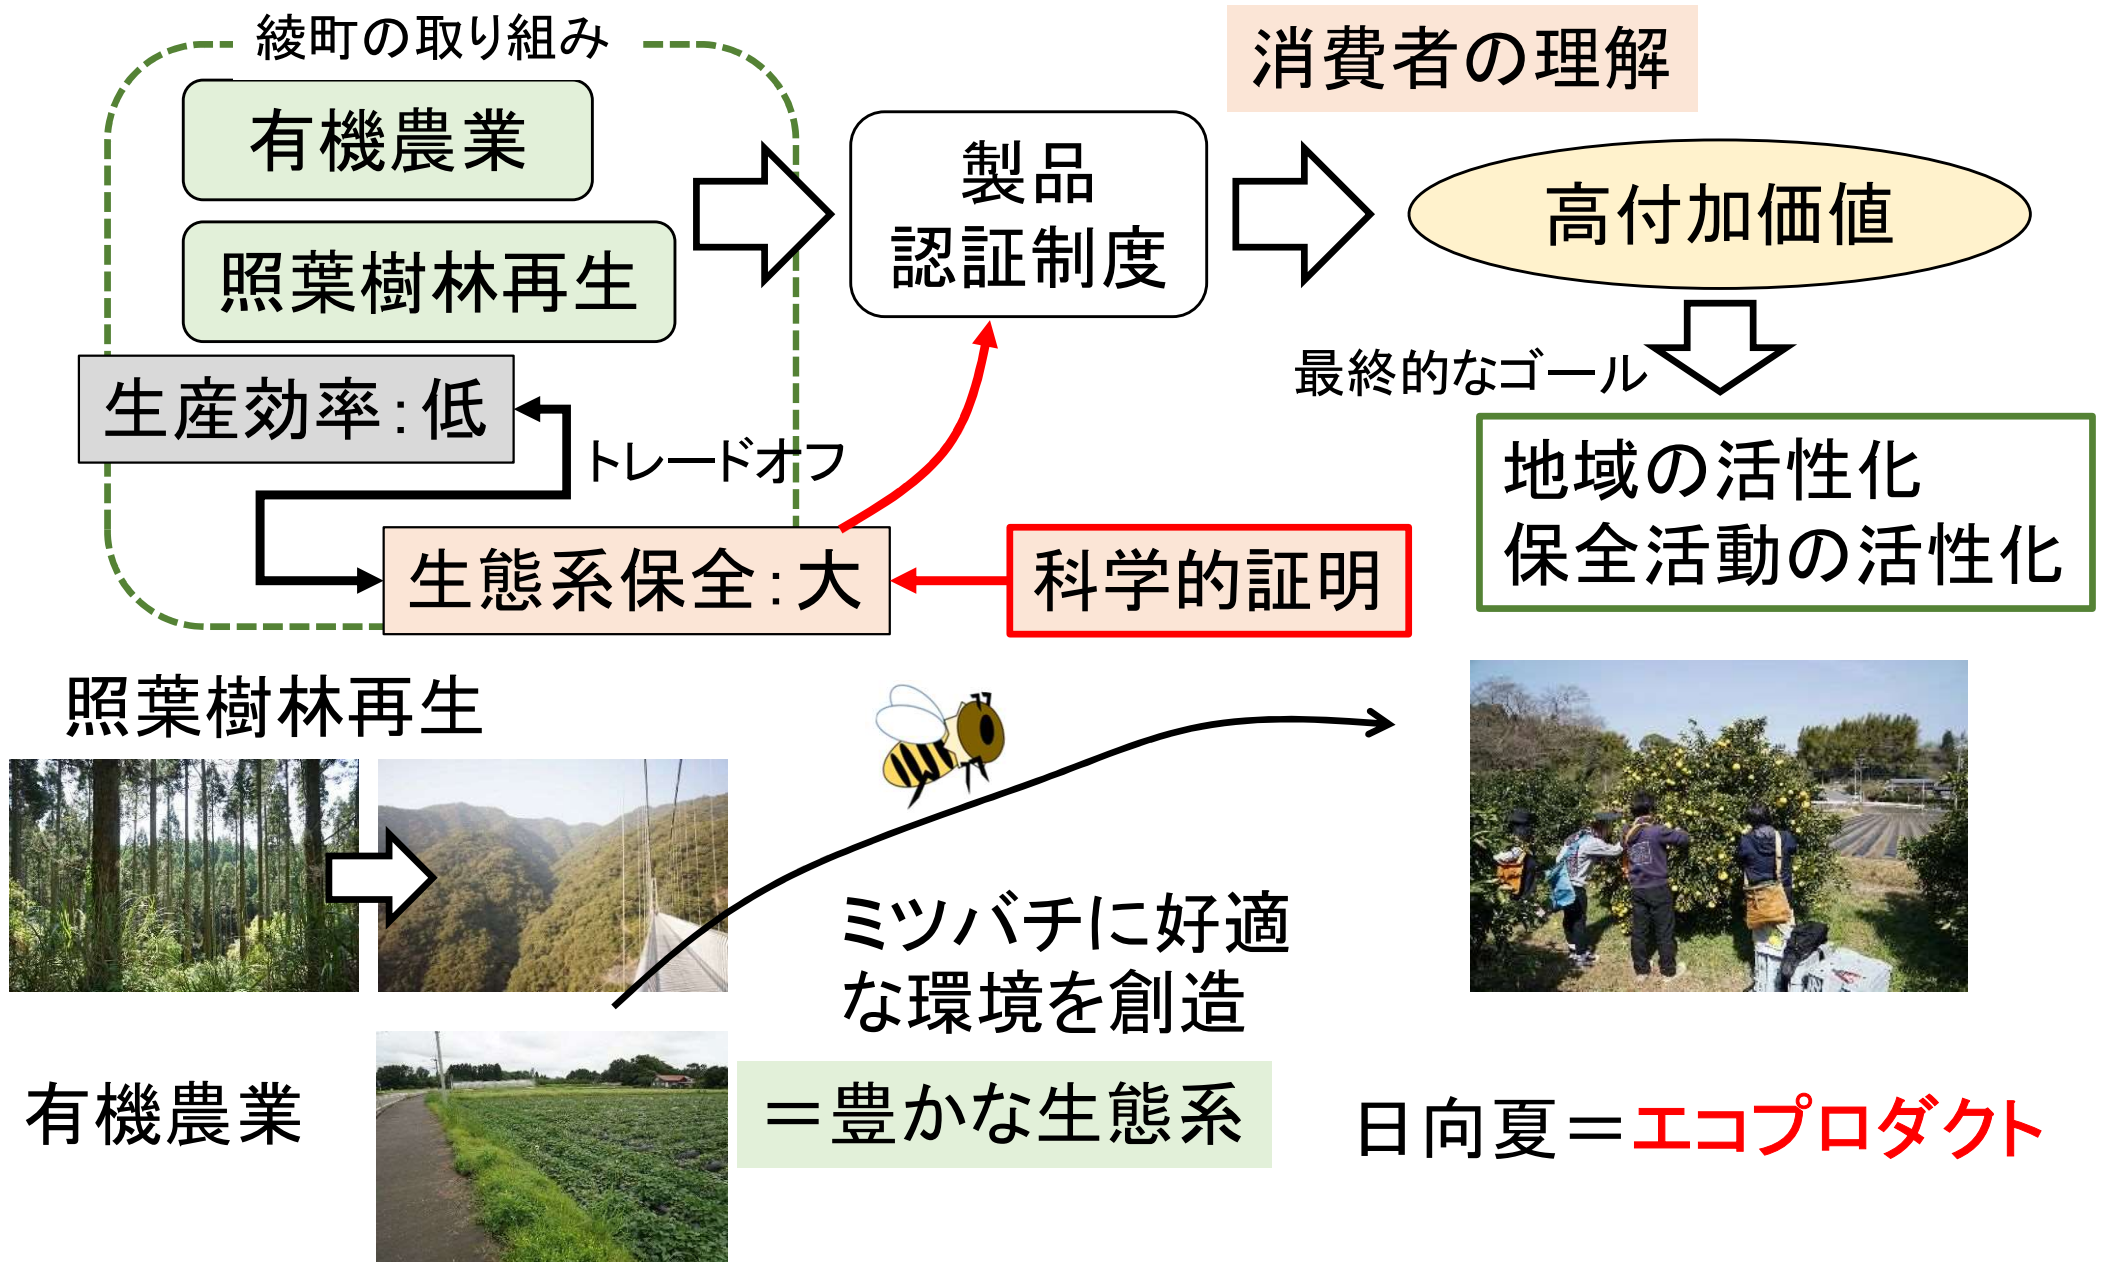 綾町の取り組み
有機農業
照葉樹林再生
生産効率：低
トレードオフ
生態系保全：大
製品
認証制度
科学的証明
消費者の理解
高付加価値
最終的なゴール
地域の活性化
保全活動の活性化
照葉樹林再生
有機農業
ミツバチに好適
な環境を創造
＝豊かな生態系
日向夏＝エコプロダクト